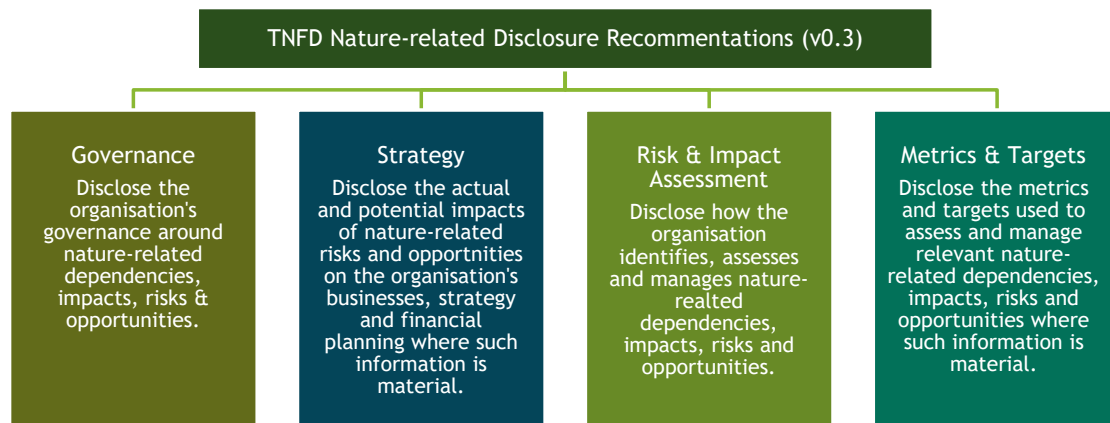 TNFD Nature-related Disclosure Recommentations (v0.3)
Governance
Disclose the
organisation's
governance around
nature-related
dependencies,
impacts, risks &
opportunities.
Strategy
Disclose the actual
and potential impacts
of nature-related
risks and opportnities
on the organisation's
businesses, strategy
and financial
planning where such
information is
material.
Risk & Impact
Assessment
Disclose how the
organisation
identifies, assesses
and manages nature-
realted
dependencies,
impacts, risks and
opportunities.
Metrics & Targets
Disclose the metrics
and targets used to
assess and manage
relevant nature-
related dependencies,
impacts, risks and
opportunities where
such information is
material.